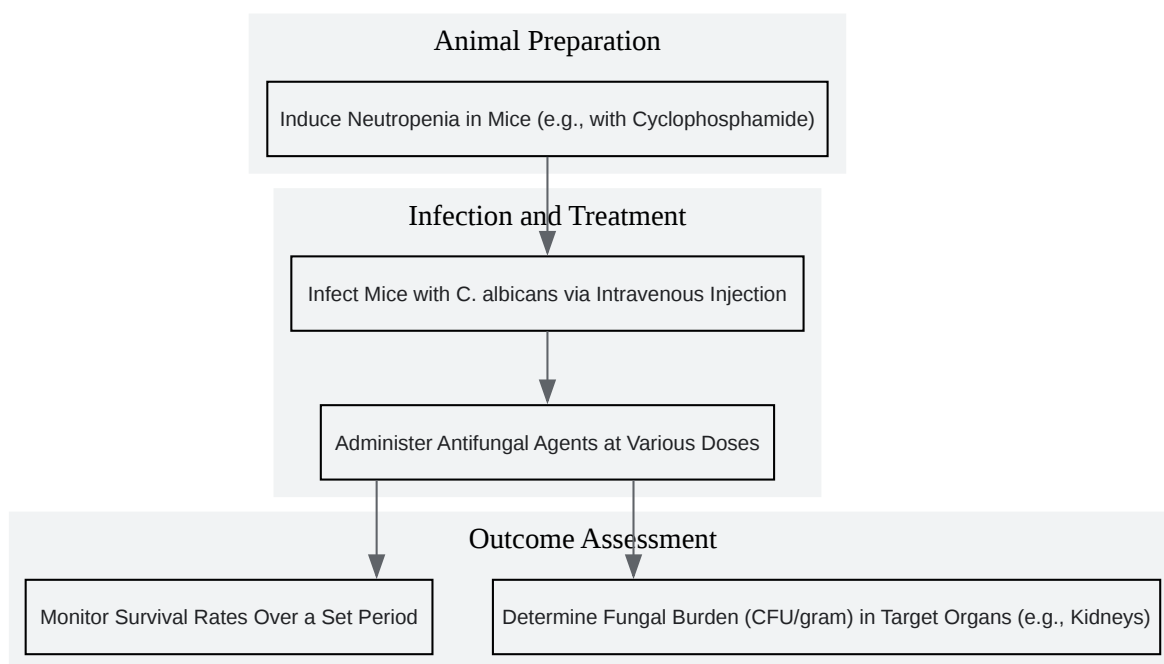 Animal Preparation
Induce Neutropenia in Mice (e.g., with Cyclophosphamide)
Infection and Treatment
Infect Mice with C. albicans via Intravenous Injection
Administer Antifungal Agents at Various Doses
Outcome Assessment
Monitor Survival Rates Over a Set Period
Determine Fungal Burden (CFU/gram) in Target Organs (e.g., Kidneys)